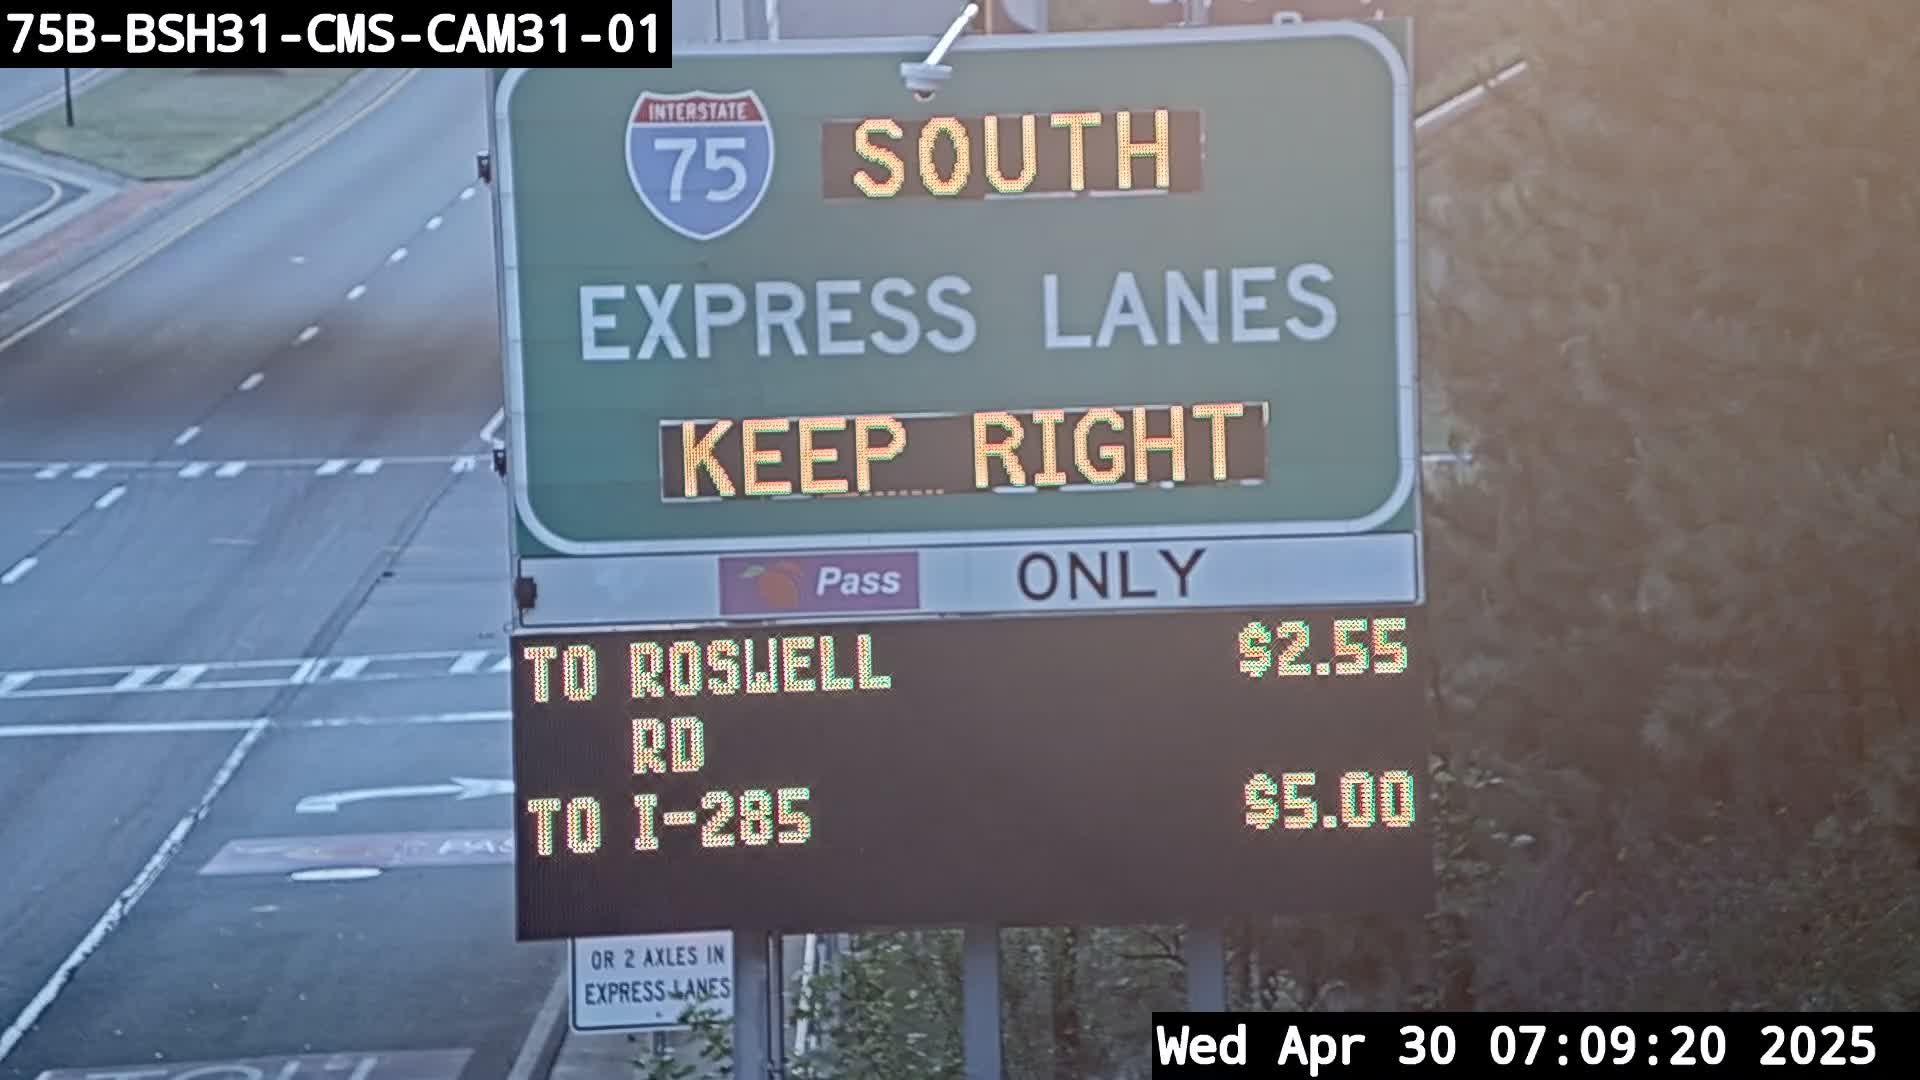 75B-BSH31-CMS-CAM31-01
INTERSTATE
75
SOUTH
EXPRESS LANES
KEEP RIGHT
Pass ONLY
TO ROSWELL $2.55
RD
TO I-285 $5.00
OR 2 AXLES IN
EXPRESS LANES
Wed Apr 30 07:09:20 2025